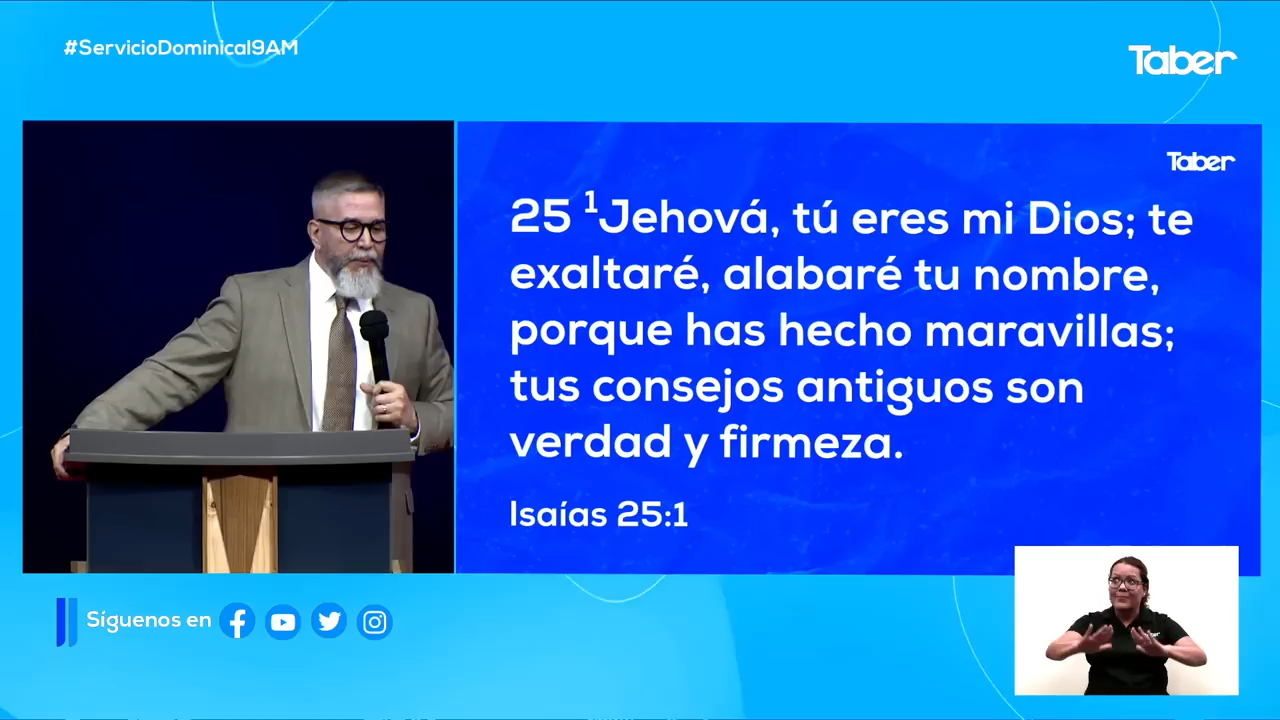 #ServicioDominical9AM
Taber
Taber
25 ¹Jehová, tú eres mi Dios; te
exaltaré, alabaré tu nombre,
porque has hecho maravillas;
tus consejos antiguos son
verdad y firmeza.
Isaías 25:1
Síguenos en